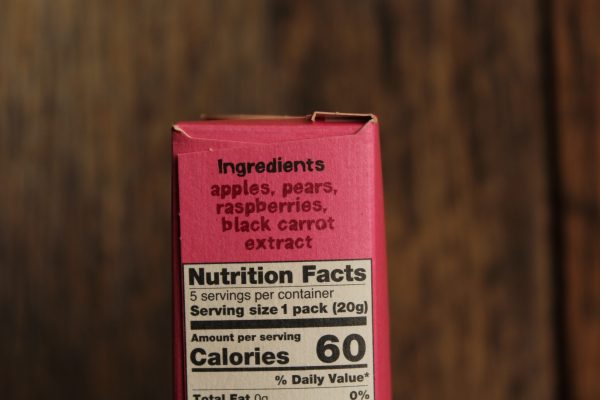 Ingredients
apples, pears,
raspberries,
black carrot
extract
Nutrition Facts
5 servings per container
Serving size 1 pack (20g)
Amount per serving
Calories 60
% Daily Value*
Total Fat 0g 0%